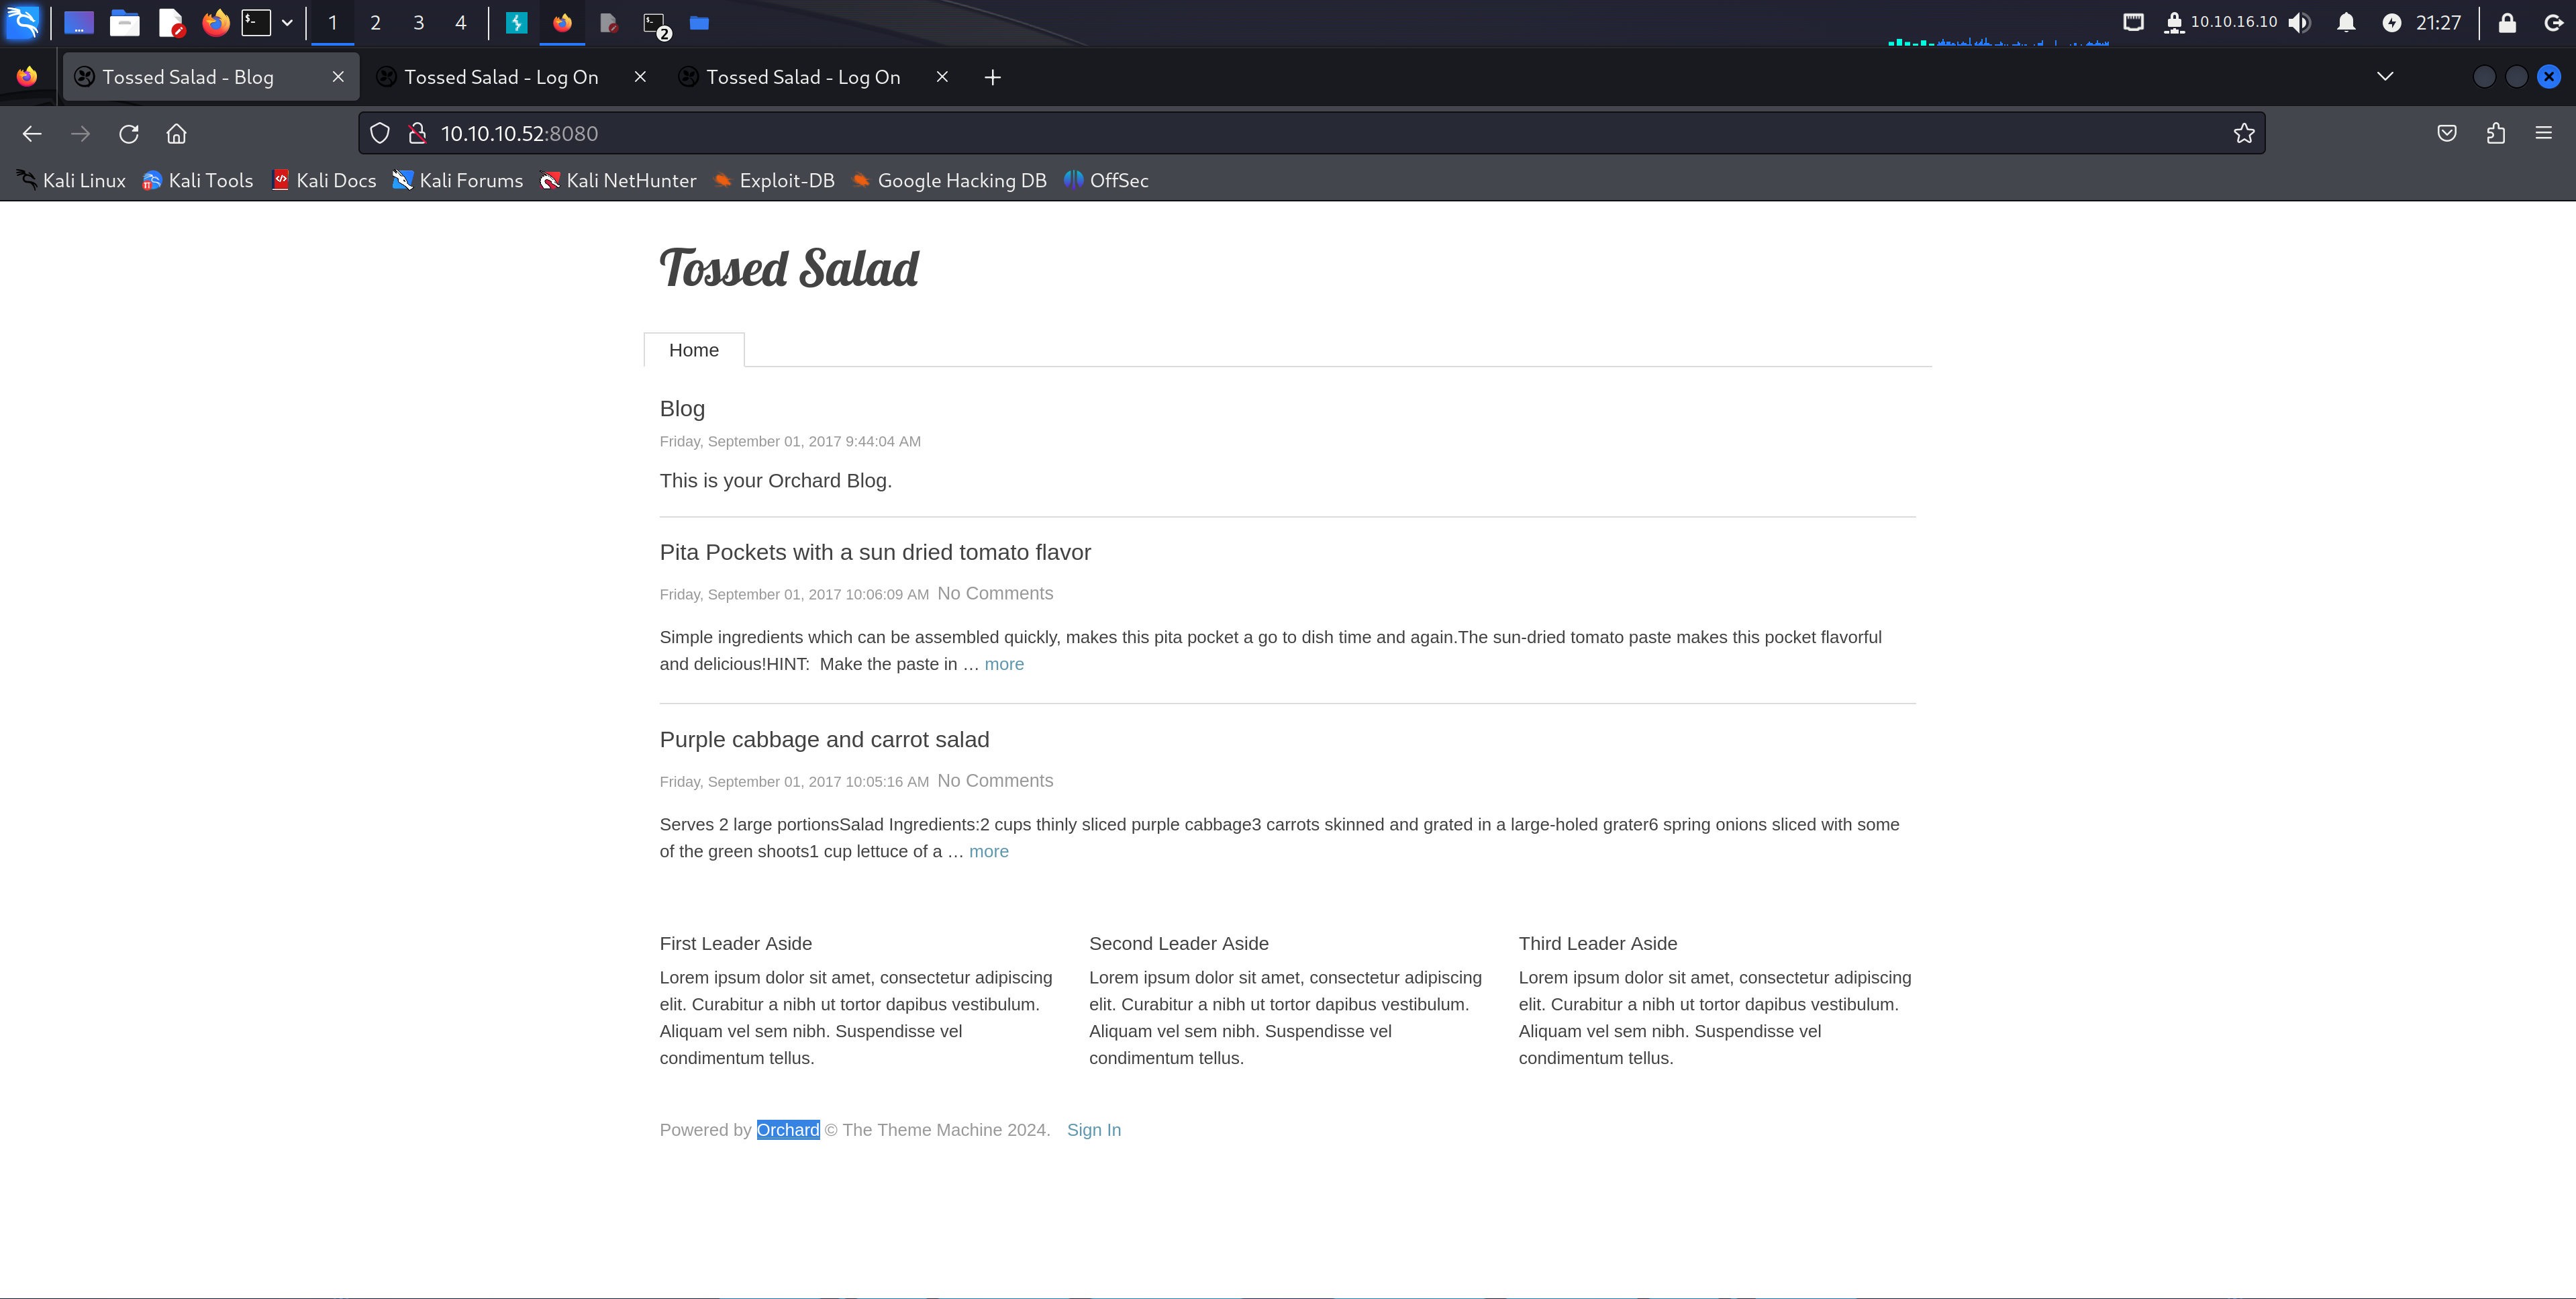 1 2 3 4 2 10.10.16.10 21:27
Tossed Salad - Blog Tossed Salad - Log On Tossed Salad - Log On
10.10.10.52:8080
Kali Linux Kali Tools Kali Docs Kali Forums Kali NetHunter Exploit-DB Google Hacking DB OffSec
Tossed Salad
Home
Blog
Friday, September 01, 2017 9:44:04 AM
This is your Orchard Blog.
Pita Pockets with a sun dried tomato flavor
Friday, September 01, 2017 10:06:09 AM No Comments
Simple ingredients which can be assembled quickly, makes this pita pocket a go to dish time and again.The sun-dried tomato paste makes this pocket flavorful
and delicious!HINT:  Make the paste in … more
Purple cabbage and carrot salad
Friday, September 01, 2017 10:05:16 AM No Comments
Serves 2 large portionsSalad Ingredients:2 cups thinly sliced purple cabbage3 carrots skinned and grated in a large-holed grater6 spring onions sliced with some
of the green shoots1 cup lettuce of a … more
First Leader Aside
Lorem ipsum dolor sit amet, consectetur adipiscing
elit. Curabitur a nibh ut tortor dapibus vestibulum.
Aliquam vel sem nibh. Suspendisse vel
condimentum tellus.
Second Leader Aside
Lorem ipsum dolor sit amet, consectetur adipiscing
elit. Curabitur a nibh ut tortor dapibus vestibulum.
Aliquam vel sem nibh. Suspendisse vel
condimentum tellus.
Third Leader Aside
Lorem ipsum dolor sit amet, consectetur adipiscing
elit. Curabitur a nibh ut tortor dapibus vestibulum.
Aliquam vel sem nibh. Suspendisse vel
condimentum tellus.
Powered by Orchard © The Theme Machine 2024. Sign In